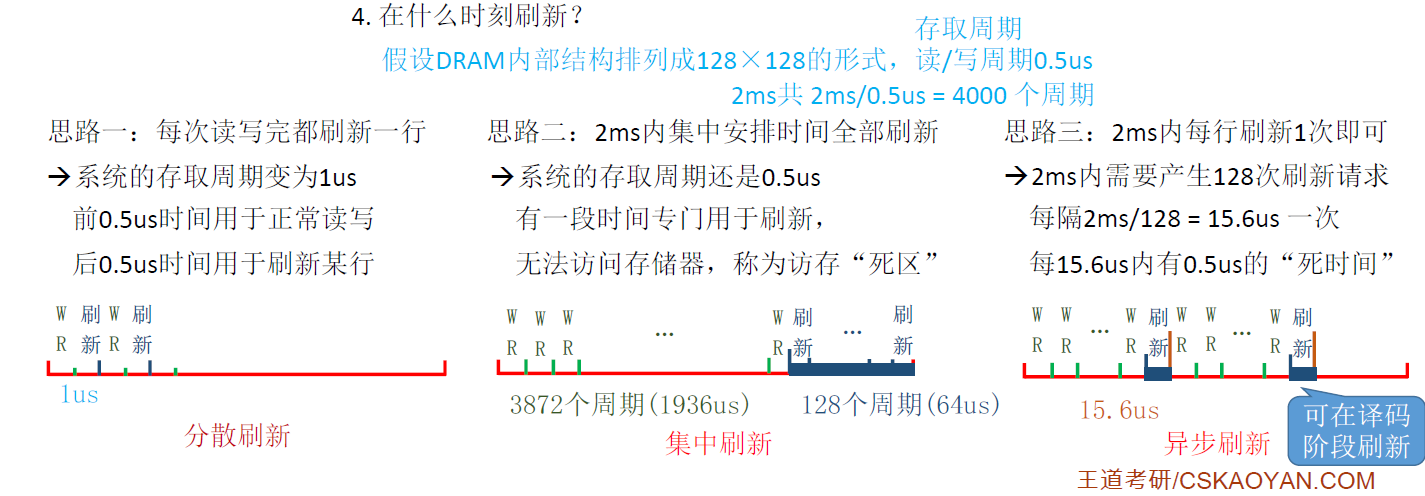 4. 在什么时刻刷新?
存取周期
假设DRAM内部结构排列成128×128的形式，读/写周期0.5us
2ms共 2ms/0.5us = 4000 个周期
思路一：每次读写完都刷新一行
→系统的存取周期变为1us
前0.5us时间用于正常读写
后0.5us时间用于刷新某行
W 刷 W 刷
R 新 R 新
1us
分散刷新
思路二：2ms内集中安排时间全部刷新
→系统的存取周期还是0.5us
有一段时间专门用于刷新，
无法访问存储器，称为访存“死区”
W W W ... W 刷 ... 刷
R R R R 新 新
3872个周期(1936us) 128个周期(64us)
集中刷新
思路三：2ms内每行刷新1次即可
→2ms内需要产生128次刷新请求
每隔2ms/128 = 15.6us 一次
每15.6us内有0.5us的“死时间”
W W ... W 刷 W W ... W 刷
R R R 新 R R R 新
15.6us
可在译码
阶段刷新
异步刷新
王道考研/CSKAOYAN.COM